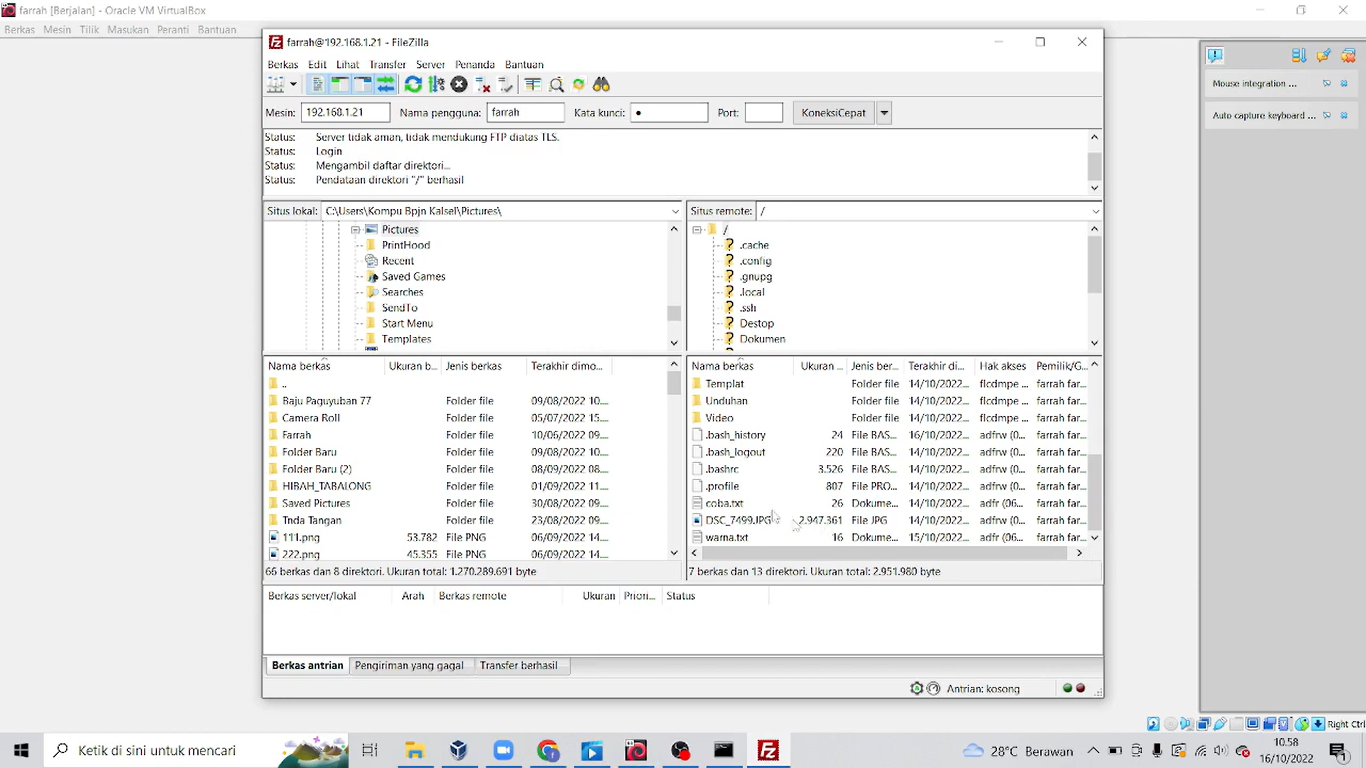 farrah [Berjalan] - Oracle VM VirtualBox
Berkas Mesin Tilik Masukan Peranti Bantuan
farrah@192.168.1.21 - FileZilla
Berkas Edit Lihat Transfer Server Penanda Bantuan
Mesin: 192.168.1.21 Nama pengguna: farrah Kata kunci: ● Port: KoneksiCepat
Status: Server tidak aman, tidak mendukung FTP diatas TLS.
Status: Login
Status: Mengambil daftar direktori...
Status: Pendataan direktori "/" berhasil
Situs lokal: C:\Users\Kompu Bpjn Kalsel\Pictures\
Pictures
PrintHood
Recent
Saved Games
Searches
SendTo
Start Menu
Templates
Situs remote: /
/
.cache
.config
.gnupg
.local
.ssh
Destop
Dokumen
Nama berkas Ukuran b... Jenis berkas Terakhir dimo...
..
Baju Paguyuban 77 Folder file 09/08/2022 10....
Camera Roll Folder file 05/07/2022 15....
Farrah Folder file 10/06/2022 09....
Folder Baru Folder file 09/08/2022 10....
Folder Baru (2) Folder file 08/09/2022 08....
HIBAH_TABALONG Folder file 01/09/2022 11....
Saved Pictures Folder file 30/08/2022 09....
Tnda Tangan Folder file 23/08/2022 09....
111.png 53.782 File PNG 06/09/2022 14....
222.png 45.355 File PNG 06/09/2022 14....
66 berkas dan 8 direktori. Ukuran total: 1.270.289.691 byte
Nama berkas Ukuran ... Jenis ber... Terakhir di... Hak akses Pemilik/G...
Templat Folder file 14/10/2022... flcdmpe ... farrah far...
Unduhan Folder file 14/10/2022... flcdmpe ... farrah far...
Video Folder file 14/10/2022... flcdmpe ... farrah far...
.bash_history 24 File BAS... 16/10/2022... adfrw (0... farrah far...
.bash_logout 220 File BAS... 14/10/2022... adfrw (0... farrah far...
.bashrc 3.526 File BAS... 14/10/2022... adfrw (0... farrah far...
.profile 807 File PRO... 14/10/2022... adfrw (0... farrah far...
coba.txt 26 Dokume... 14/10/2022... adfr (06... farrah far...
DSC_7499.JPG 2.947.361 File JPG 14/10/2022... adfrw (0... farrah far...
warna.txt 16 Dokume... 15/10/2022... adfr (06... farrah far...
7 berkas dan 13 direktori. Ukuran total: 2.951.980 byte
Berkas server/lokal Arah Berkas remote Ukuran Priori... Status
Berkas antrian Pengiriman yang gagal Transfer berhasil
Antrian: kosong
Mouse integration ...
Auto capture keyboard ...
Right Ctrl
Ketik di sini untuk mencari
28°C Berawan
10.58
16/10/2022